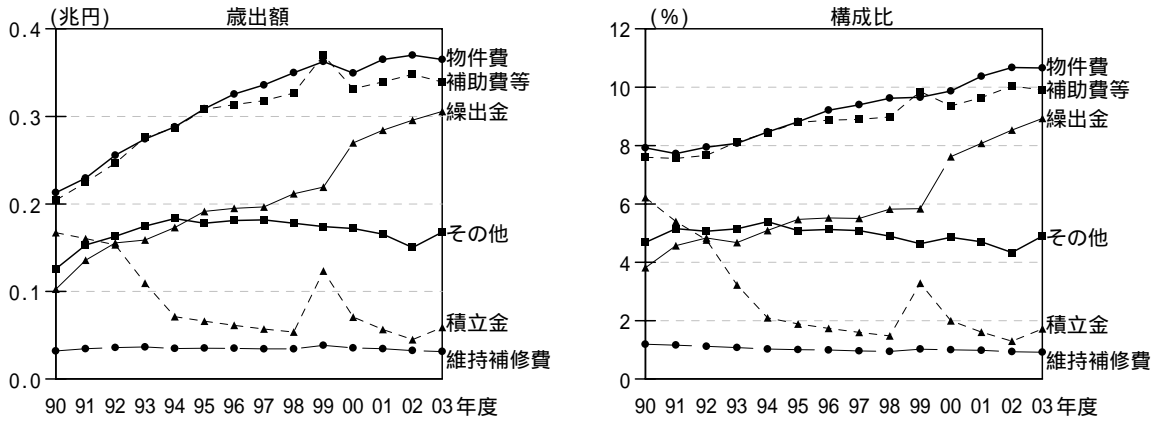 (兆円) 歳出額
0.4
0.3
0.2
0.1
0.0
物件費
補助費等
繰出金
その他
積立金
維持補修費
90 91 92 93 94 95 96 97 98 99 00 01 02 03 年度
(%) 構成比
12
10
8
6
4
2
0
物件費
補助費等
繰出金
その他
積立金
維持補修費
90 91 92 93 94 95 96 97 98 99 00 01 02 03 年度